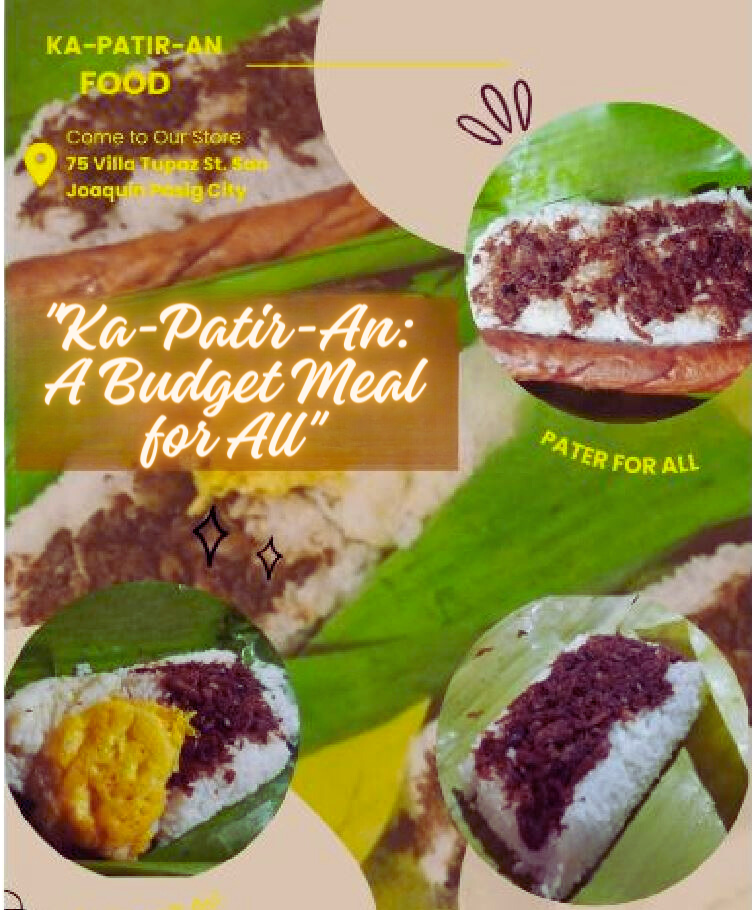 KA-PATIR-AN
FOOD
Come to Our Store
75 Villa Tupaz St. San
Joaquin Pasig City
"Ka-Patir-An:
A Budget Meal
for All"
PATER FOR ALL